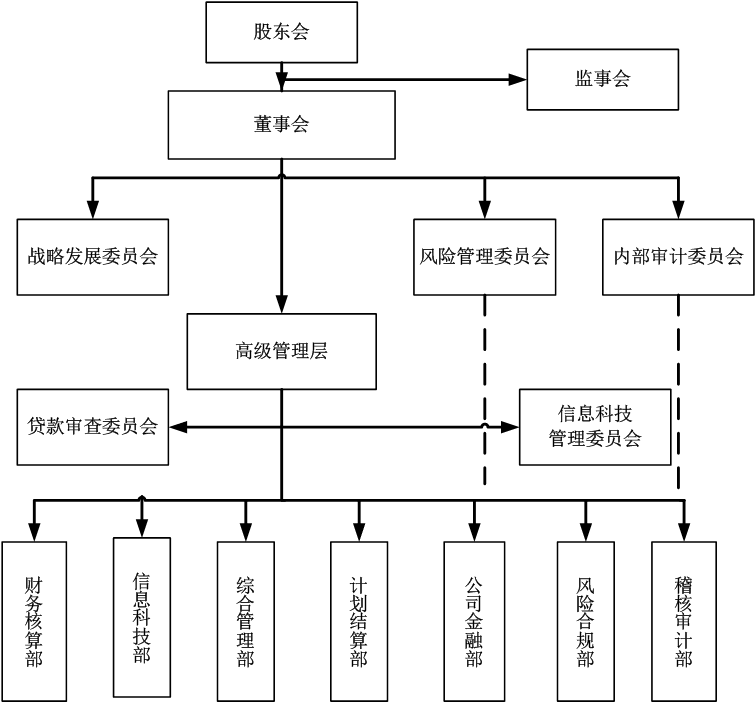 股东会
监事会
董事会
战略发展委员会
风险管理委员会
内部审计委员会
高级管理层
贷款审查委员会
信息科技
管理委员会
财务核算部
信息科技部
综合管理部
计划结算部
公司金融部
风险合规部
稽核审计部